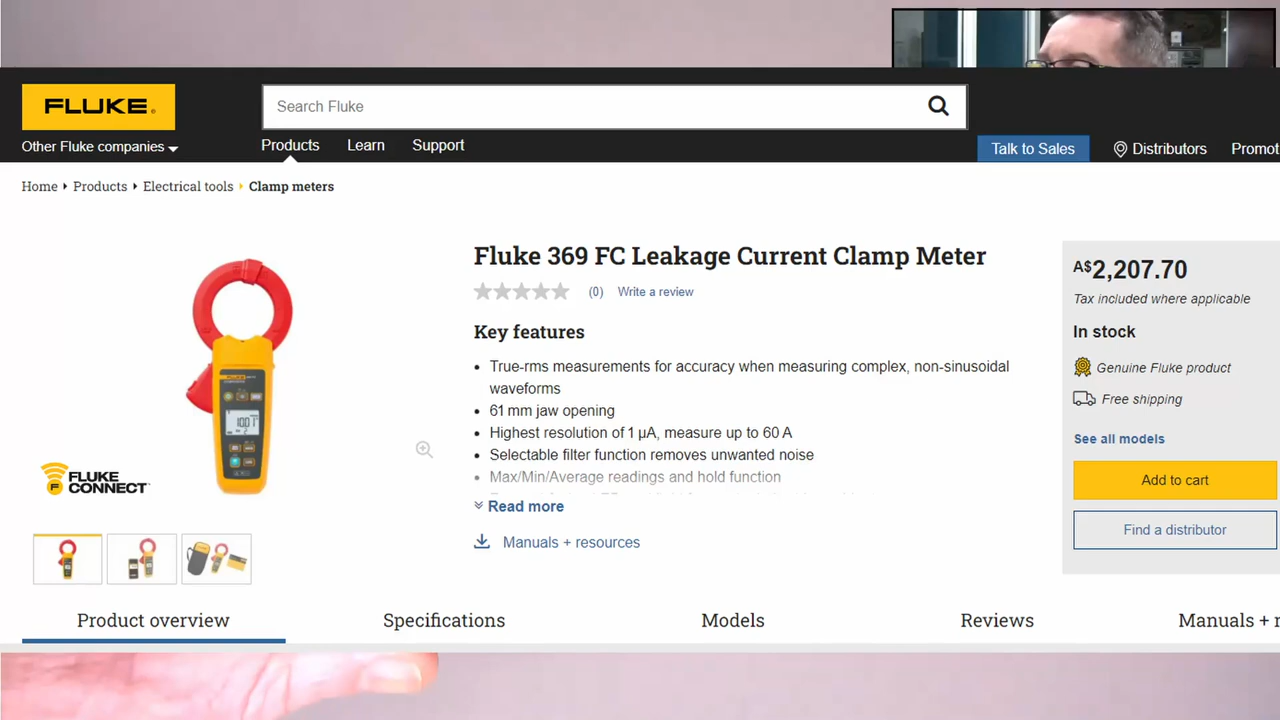 FLUKE®
Search Fluke
Other Fluke companies
Products
Learn
Support
Talk to Sales
Distributors
Promot
Home
Products
Electrical tools
Clamp meters
Fluke 369 FC Leakage Current Clamp Meter
(0)
Write a review
Key features
True-rms measurements for accuracy when measuring complex, non-sinusoidal
waveforms
61 mm jaw opening
Highest resolution of 1 µA, measure up to 60 A
Selectable filter function removes unwanted noise
Max/Min/Average readings and hold function
Read more
Manuals + resources
FLUKE
CONNECT™
A$2,207.70
Tax included where applicable
In stock
Genuine Fluke product
Free shipping
See all models
Add to cart
Find a distributor
Product overview
Specifications
Models
Reviews
Manuals + r